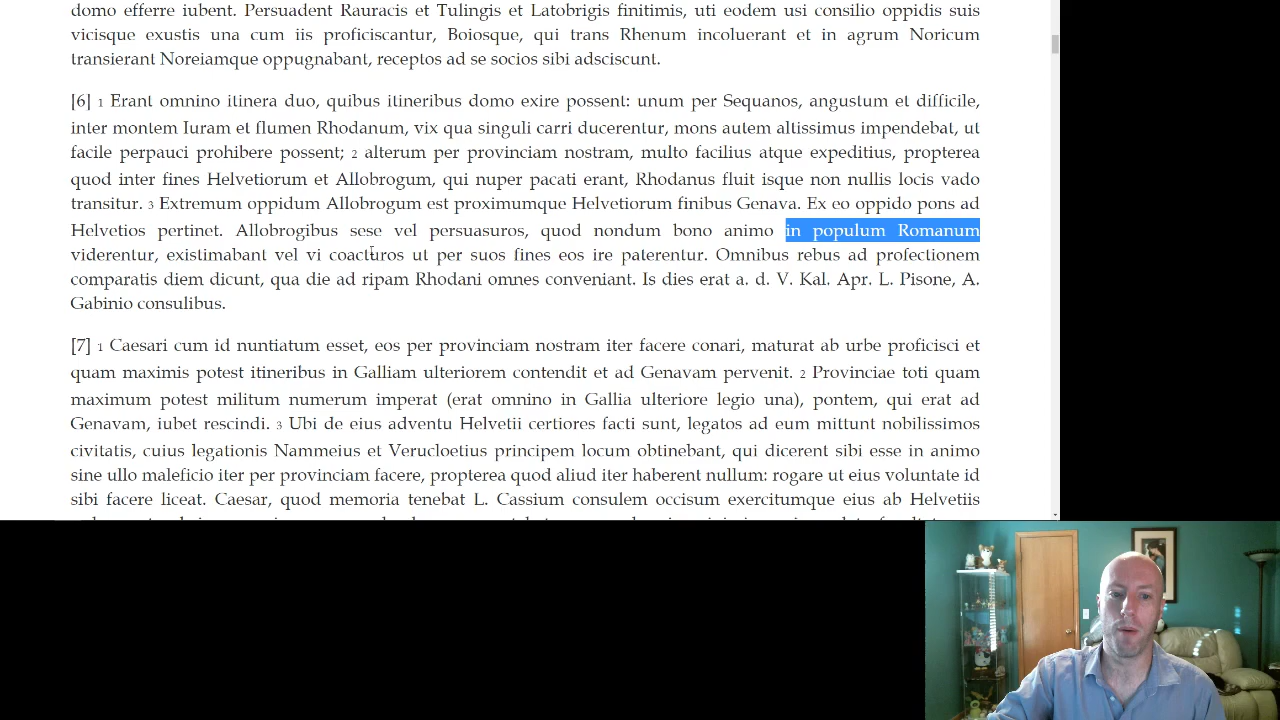 domo efferre iubent. Persuadent Rauracis et Tulingis et Latobrigis finitimis, uti eodem usi consilio oppidis suis
vicisque exustis una cum iis proficiscantur, Boiosque, qui trans Rhenum incoluerant et in agrum Noricum
transierant Noreiamque oppugnabant, receptos ad se socios sibi adsciscunt.
[6] 1 Erant omnino itinera duo, quibus itineribus domo exire possent: unum per Sequanos, angustum et difficile,
inter montem Iuram et flumen Rhodanum, vix qua singuli carri ducerentur, mons autem altissimus impendebat, ut
facile perpauci prohibere possent; 2 alterum per provinciam nostram, multo facilius atque expeditius, propterea
quod inter fines Helvetiorum et Allobrogum, qui nuper pacati erant, Rhodanus fluit isque non nullis locis vado
transitur. 3 Extremum oppidum Allobrogum est proximumque Helvetiorum finibus Genava. Ex eo oppido pons ad
Helvetios pertinet. Allobrogibus sese vel persuasuros, quod nondum bono animo in populum Romanum
viderentur, existimabant vel vi coacturos ut per suos fines eos ire paterentur. Omnibus rebus ad profectionem
comparatis diem dicunt, qua die ad ripam Rhodani omnes conveniant. Is dies erat a. d. V. Kal. Apr. L. Pisone, A.
Gabinio consulibus.
[7] 1 Caesari cum id nuntiatum esset, eos per provinciam nostram iter facere conari, maturat ab urbe proficisci et
quam maximis potest itineribus in Galliam ulteriorem contendit et ad Genavam pervenit. 2 Provinciae toti quam
maximum potest militum numerum imperat (erat omnino in Gallia ulteriore legio una), pontem, qui erat ad
Genavam, iubet rescindi. 3 Ubi de eius adventu Helvetii certiores facti sunt, legatos ad eum mittunt nobilissimos
civitatis, cuius legationis Nammeius et Verucloetius principem locum obtinebant, qui dicerent sibi esse in animo
sine ullo maleficio iter per provinciam facere, propterea quod aliud iter haberent nullum: rogare ut eius voluntate id
sibi facere liceat. Caesar, quod memoria tenebat L. Cassium consulem occisum exercitumque eius ab Helvetiis